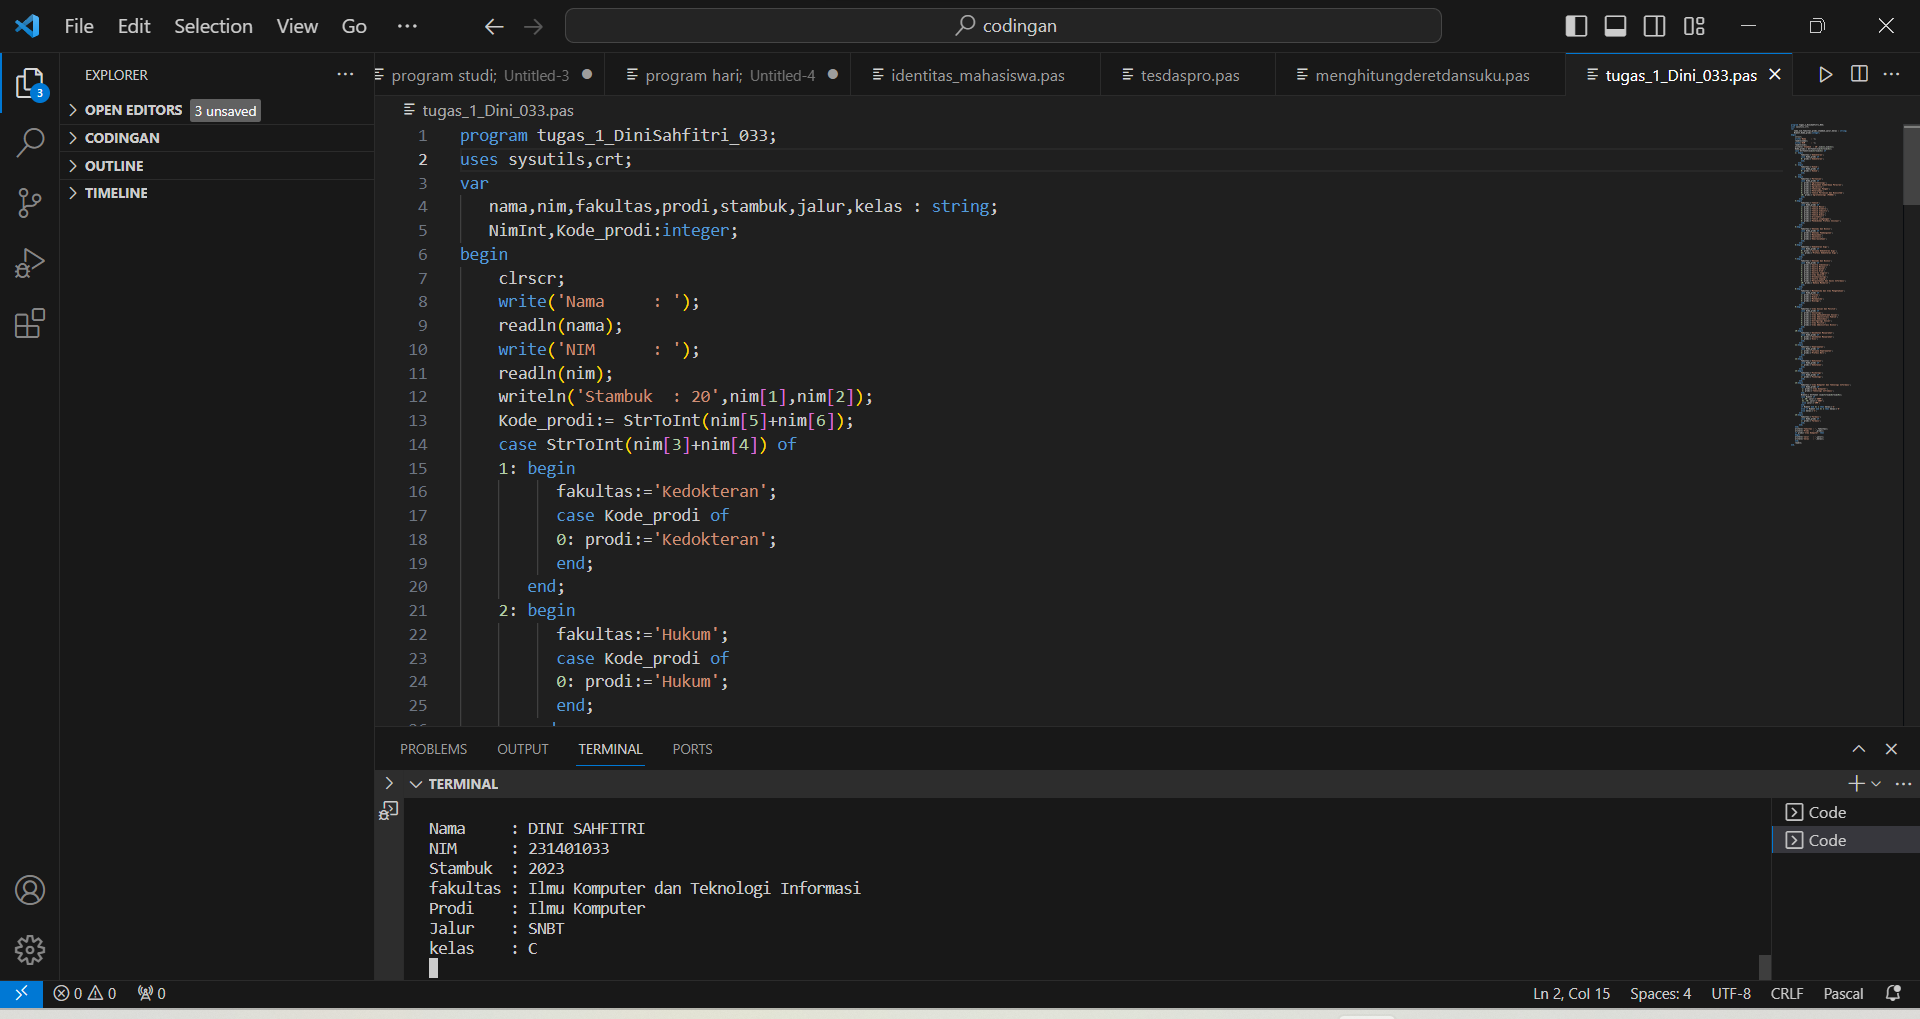 File Edit Selection View Go ··· codingan
EXPLORER ···
OPEN EDITORS 3 unsaved
CODINGAN
OUTLINE
TIMELINE
3
program studi; Untitled-3 program hari; Untitled-4 identitas_mahasiswa.pas tesdaspro.pas menghitungderetdansuku.pas tugas_1_Dini_033.pas
tugas_1_Dini_033.pas
1 program tugas_1_DiniSahfitri_033;
2 uses sysutils,crt;
3 var
4 nama,nim,fakultas,prodi,stambuk,jalur,kelas : string;
5 NimInt,Kode_prodi:integer;
6 begin
7 clrscr;
8 write('Nama     : ');
9 readln(nama);
10 write('NIM      : ');
11 readln(nim);
12 writeln('Stambuk  : 20',nim[1],nim[2]);
13 Kode_prodi:= StrToInt(nim[5]+nim[6]);
14 case StrToInt(nim[3]+nim[4]) of
15 1: begin
16 fakultas:='Kedokteran';
17 case Kode_prodi of
18 0: prodi:='Kedokteran';
19 end;
20 end;
21 2: begin
22 fakultas:='Hukum';
23 case Kode_prodi of
24 0: prodi:='Hukum';
25 end;
PROBLEMS OUTPUT TERMINAL PORTS
TERMINAL
Nama     : DINI SAHFITRI
NIM      : 231401033
Stambuk  : 2023
fakultas : Ilmu Komputer dan Teknologi Informasi
Prodi    : Ilmu Komputer
Jalur    : SNBT
kelas    : C
Code
Code
0 0 0 Ln 2, Col 15 Spaces: 4 UTF-8 CRLF Pascal